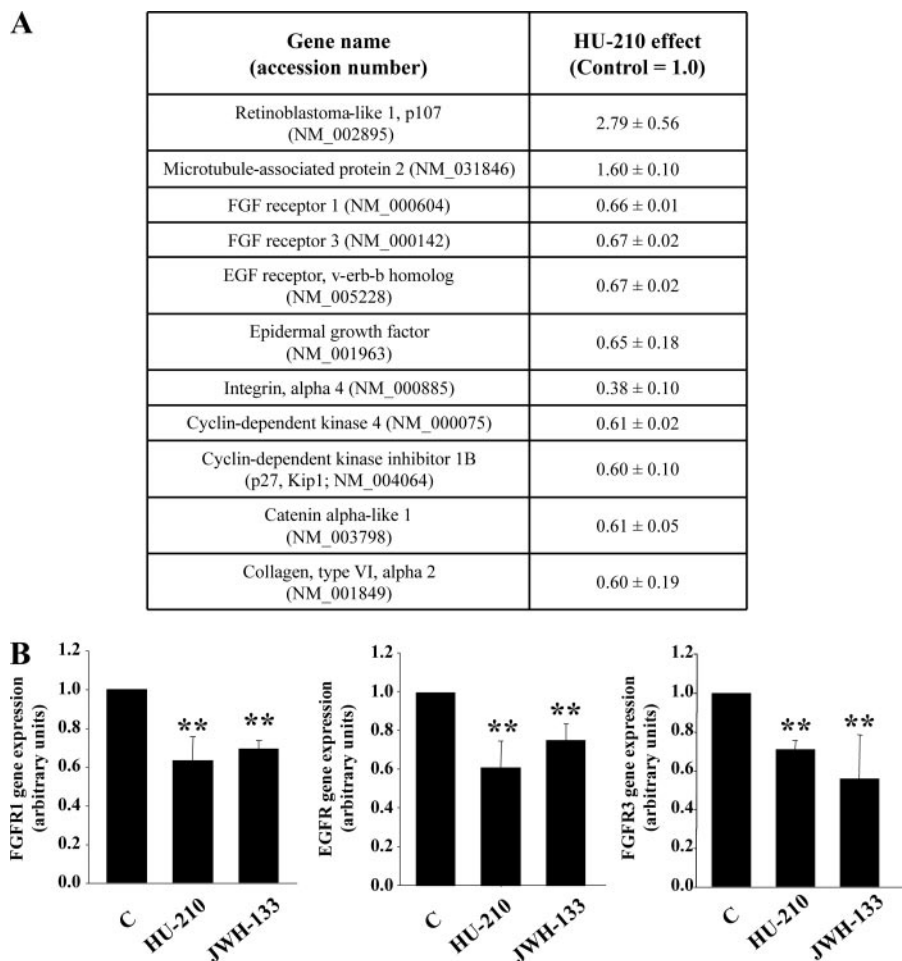 A
Gene name
(accession number)
HU-210 effect
(Control = 1.0)
Retinoblastoma-like 1, p107
(NM_002895)
2.79 ± 0.56
Microtubule-associated protein 2 (NM_031846)
1.60 ± 0.10
FGF receptor 1 (NM_000604)
0.66 ± 0.01
FGF receptor 3 (NM_000142)
0.67 ± 0.02
EGF receptor, v-erb-b homolog
(NM_005228)
0.67 ± 0.02
Epidermal growth factor
(NM_001963)
0.65 ± 0.18
Integrin, alpha 4 (NM_000885)
0.38 ± 0.10
Cyclin-dependent kinase 4 (NM_000075)
0.61 ± 0.02
Cyclin-dependent kinase inhibitor 1B
(p27, Kip1; NM_004064)
0.60 ± 0.10
Catenin alpha-like 1
(NM_003798)
0.61 ± 0.05
Collagen, type VI, alpha 2
(NM_001849)
0.60 ± 0.19
B
FGFR1 gene expression
(arbitrary units)
1.2
1.0
0.8
0.6
0.4
0.2
0.0
**
**
C
HU-210
JWH-133
EGFR gene expression
(arbitrary units)
1.2
1.0
0.8
0.6
0.4
0.2
0.0
**
**
C
HU-210
JWH-133
FGFR3 gene expression
(arbitrary units)
1.2
1.0
0.8
0.6
0.4
0.2
0.0
**
**
C
HU-210
JWH-133